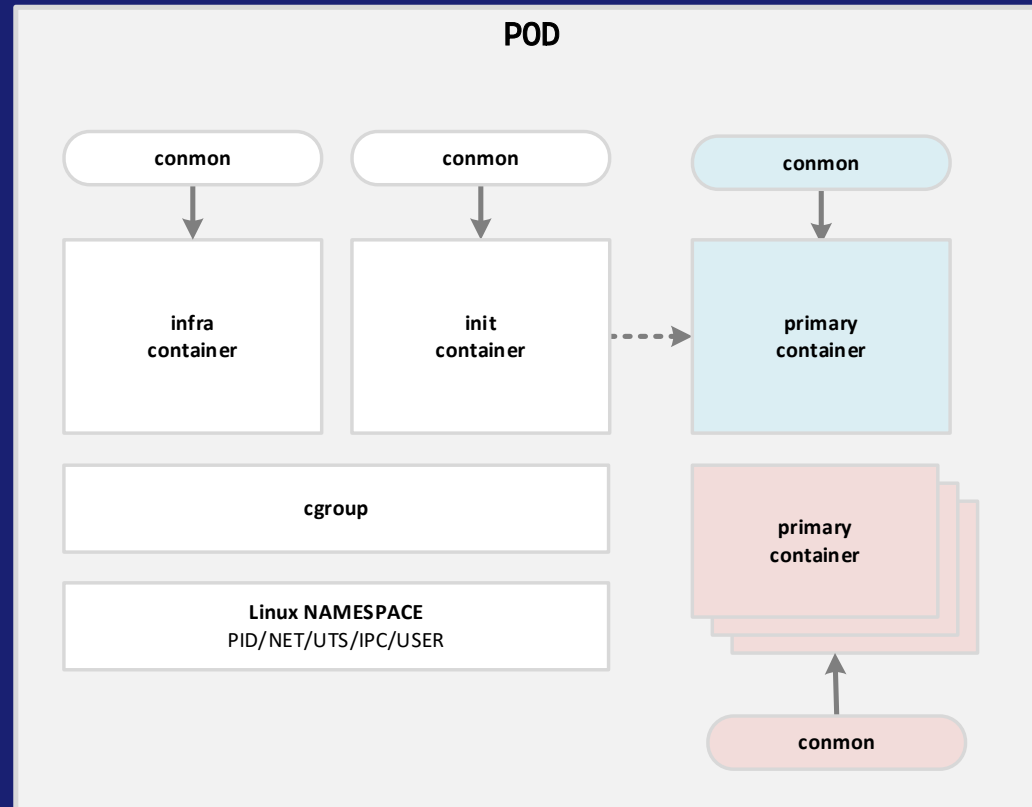 POD
conmon
conmon
conmon
infra
container
init
container
primary
container
cgroup
primary
container
Linux NAMESPACE
PID/NET/UTS/IPC/USER
conmon